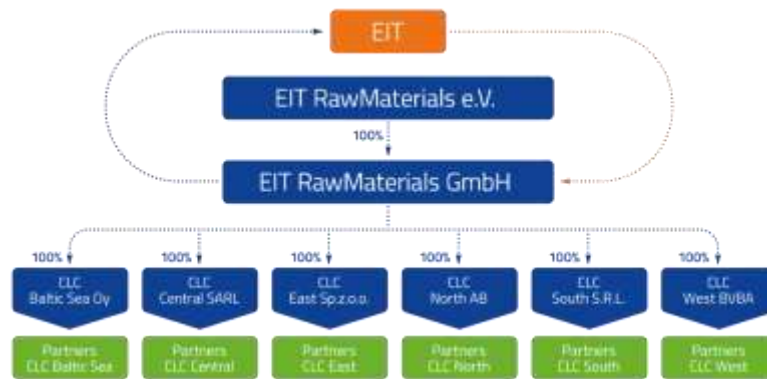 EIT
EIT RawMaterials e.V.
100%
EIT RawMaterials GmbH
100% 100% 100% 100% 100% 100%
CLC
Baltic Sea Oy
CLC
Central SARL
CLC
East Sp.z.o.o.
CLC
North AB
CLC
South S.R.L.
CLC
West BVBA
Partners
CLC Baltic Sea
Partners
CLC Central
Partners
CLC East
Partners
CLC North
Partners
CLC South
Partners
CLC West